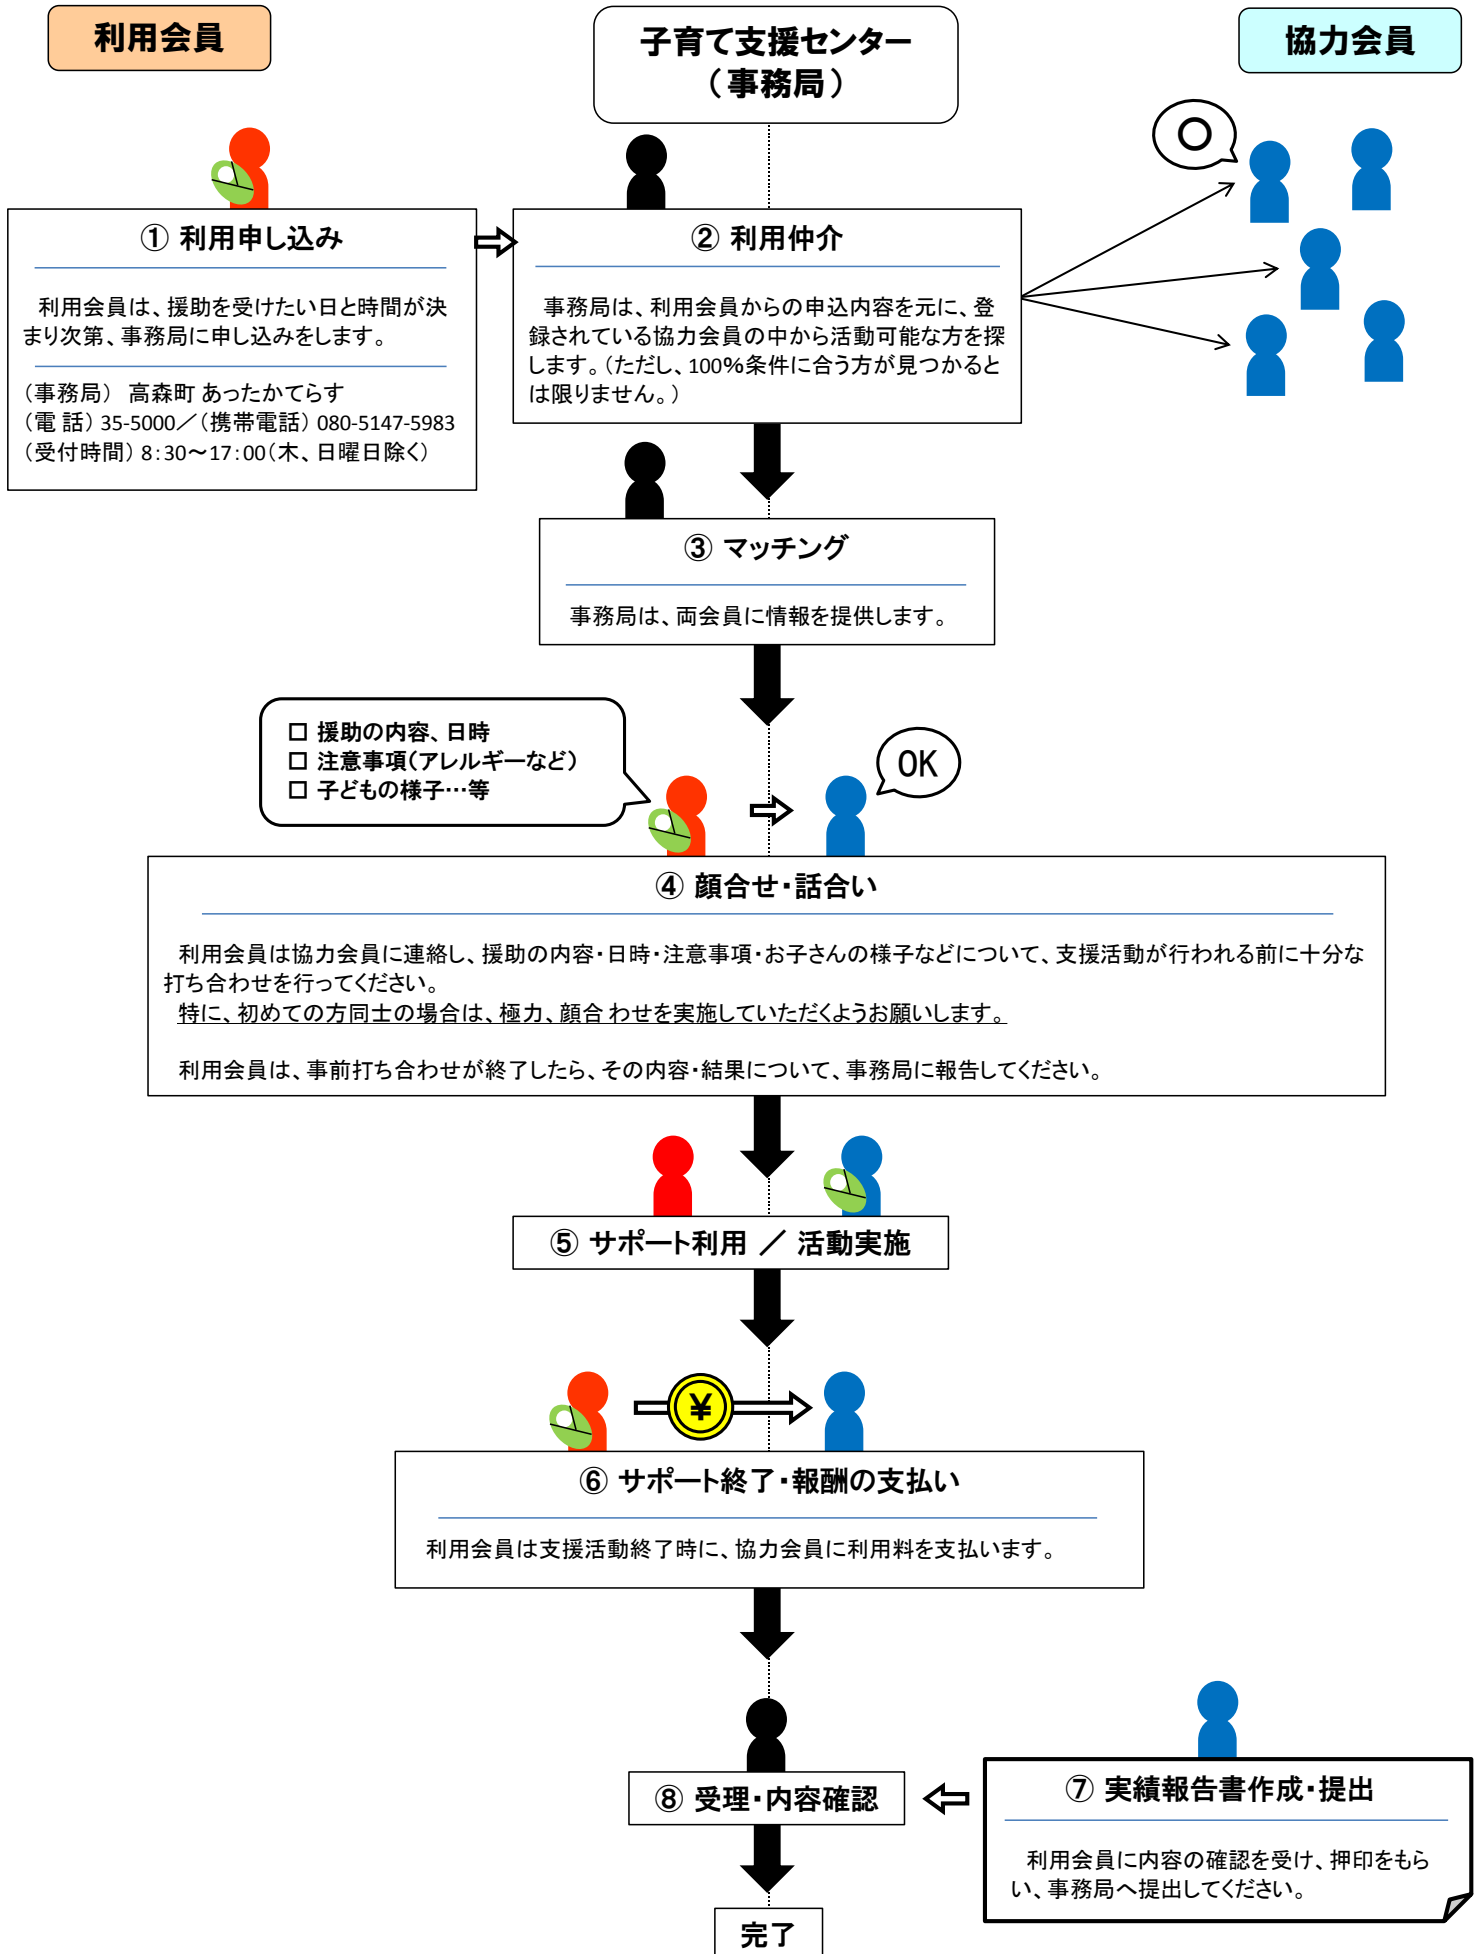 利用会員
子育て支援センター
（事務局）
協力会員
○
① 利用申し込み
利用会員は、援助を受けたい日と時間が決
まり次第、事務局に申し込みをします。
（事務局） 高森町 あったかてらす
（電 話） 35-5000／（携帯電話） 080-5147-5983
（受付時間） 8：30～17：00（木、日曜日除く）
② 利用仲介
事務局は、利用会員からの申込内容を元に、登
録されている協力会員の中から活動可能な方を探
します。（ただし、100％条件に合う方が見つかると
は限りません。）
③ マッチング
事務局は、両会員に情報を提供します。
□ 援助の内容、日時
□ 注意事項（アレルギーなど）
□ 子どもの様子…等
OK
④ 顔合せ・話合い
利用会員は協力会員に連絡し、援助の内容・日時・注意事項・お子さんの様子などについて、支援活動が行われる前に十分な
打ち合わせを行ってください。
特に、初めての方同士の場合は、極力、顔合わせを実施していただくようお願いします。
利用会員は、事前打ち合わせが終了したら、その内容・結果について、事務局に報告してください。
⑤ サポート利用 ／ 活動実施
¥
⑥ サポート終了・報酬の支払い
利用会員は支援活動終了時に、協力会員に利用料を支払います。
⑦ 実績報告書作成・提出
利用会員に内容の確認を受け、押印をもら
い、事務局へ提出してください。
⑧ 受理・内容確認
完了